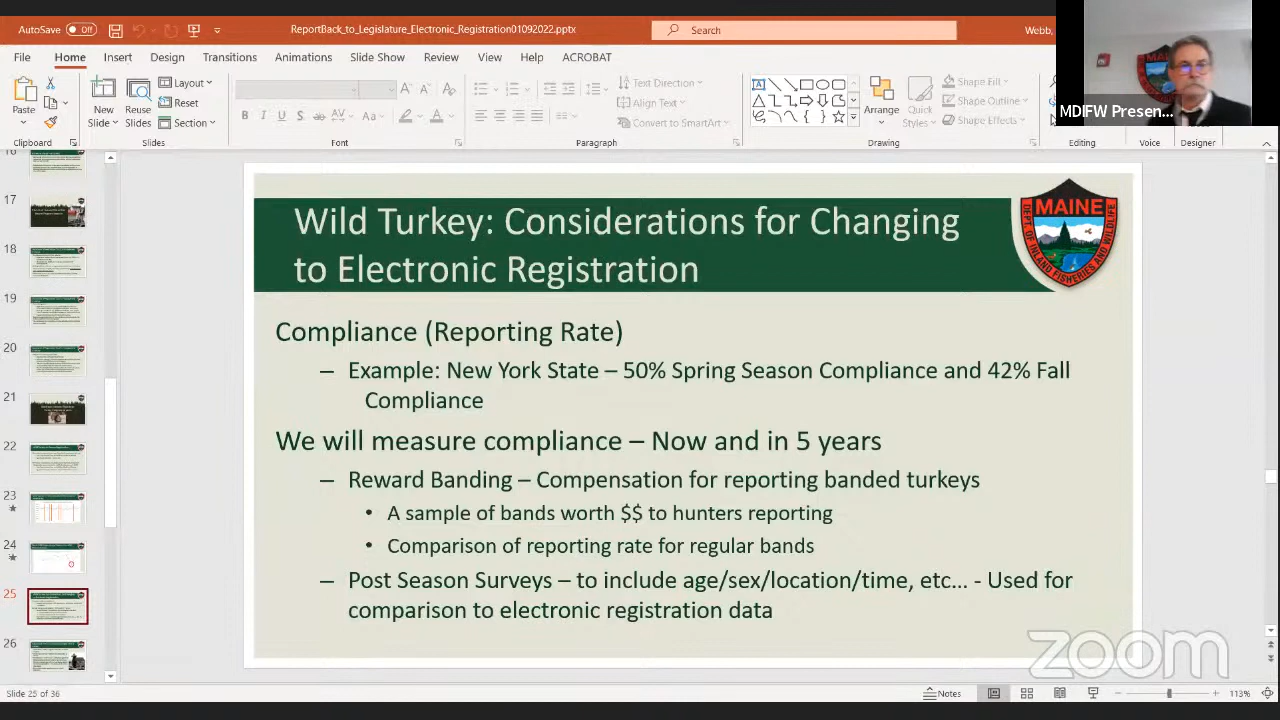 AutoSave Off
ReportBack_to_Legislature_Electronic_Registration01092022.pptx
Search
Webb,
File Home Insert Design Transitions Animations Slide Show Review View Help ACROBAT
MDIFW Presen...
Paste
New
Slide
Reuse
Slides
Layout
Reset
Section
Text Direction
Align Text
Convert to SmartArt
Arrange
Quick
Styles
Shape Fill
Shape Outline
Shape Effects
Clipboard Slides Font Paragraph Drawing Editing Voice Designer
17
18
19
20
21
22
23
24
25
26
Wild Turkey: Considerations for Changing
to Electronic Registration
MAINE
DEPT. OF INLAND FISHERIES AND WILDLIFE
Compliance (Reporting Rate)
– Example: New York State – 50% Spring Season Compliance and 42% Fall
Compliance
We will measure compliance – Now and in 5 years
– Reward Banding – Compensation for reporting banded turkeys
• A sample of bands worth $$ to hunters reporting
• Comparison of reporting rate for regular bands
– Post Season Surveys – to include age/sex/location/time, etc... - Used for
comparison to electronic registration data
zoom
Slide 25 of 36
Notes
113%